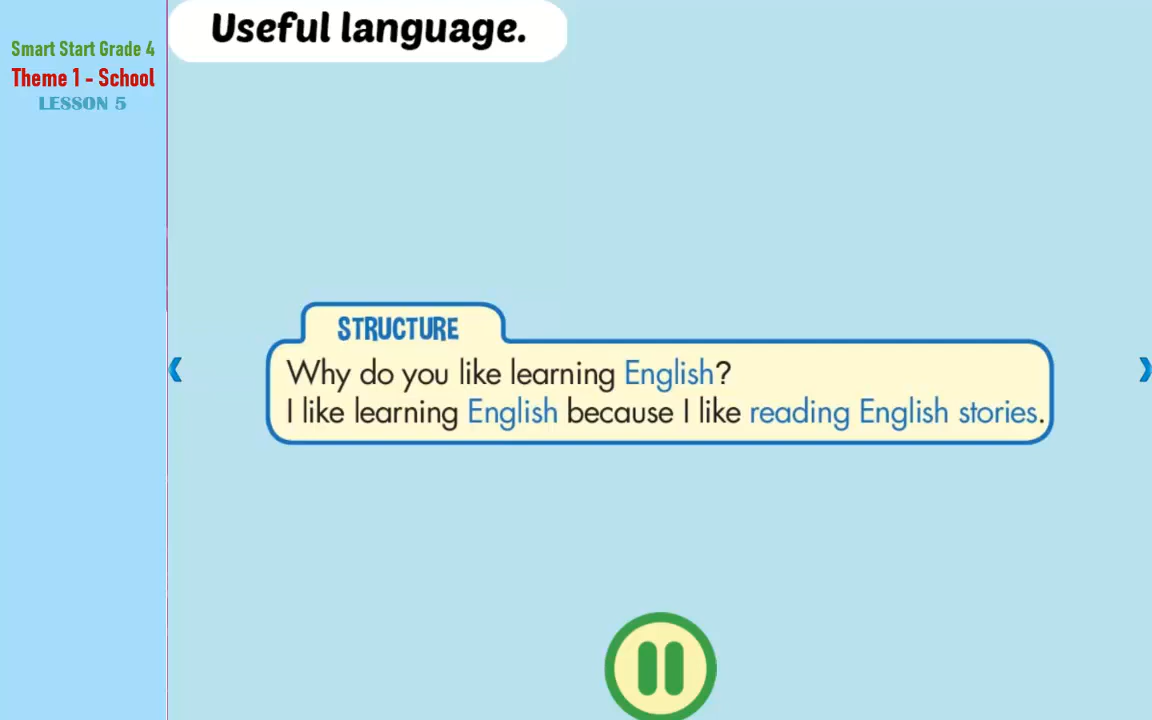 Useful language.
Smart Start Grade 4
Theme 1 - School
LESSON 5
STRUCTURE
Why do you like learning English?
I like learning English because I like reading English stories.